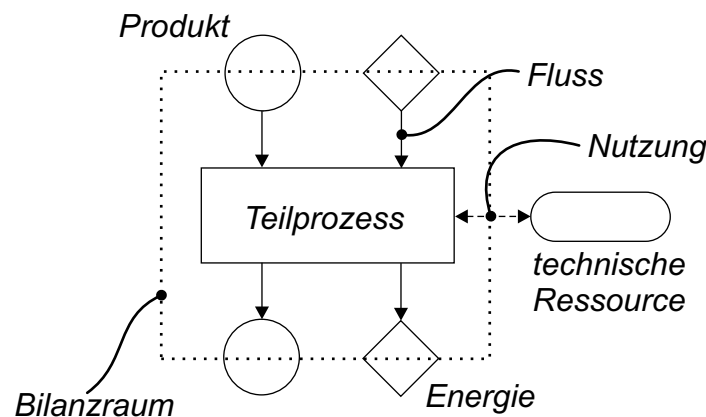 Produkt
Fluss
Nutzung
Teilprozess
technische
Ressource
Energie
Bilanzraum